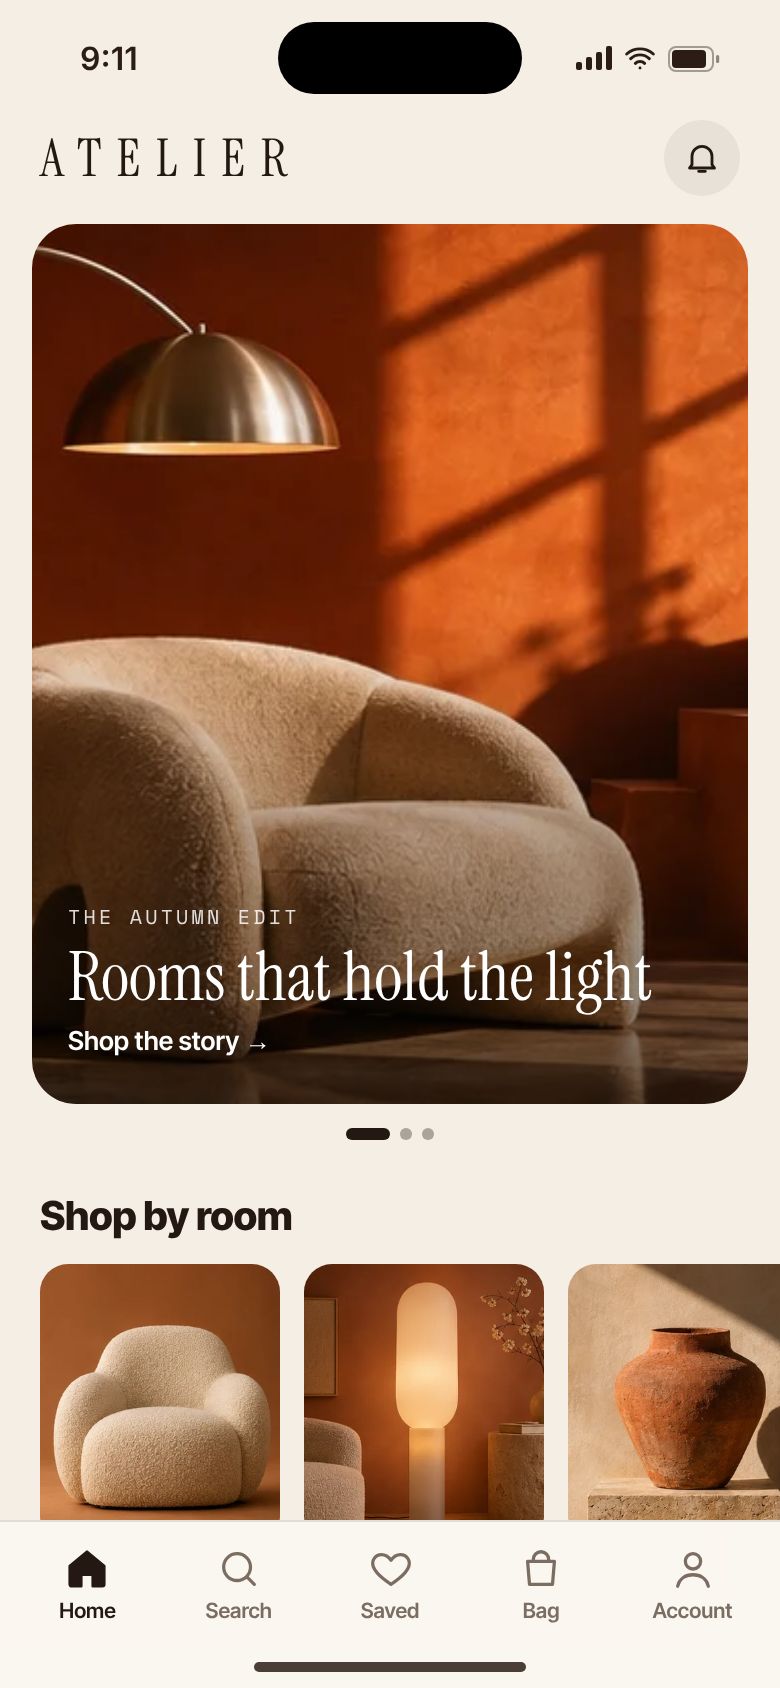 9:11
ATELIER
THE AUTUMN EDIT
Rooms that hold the light
Shop the story →
Shop by room
Home
Search
Saved
Bag
Account